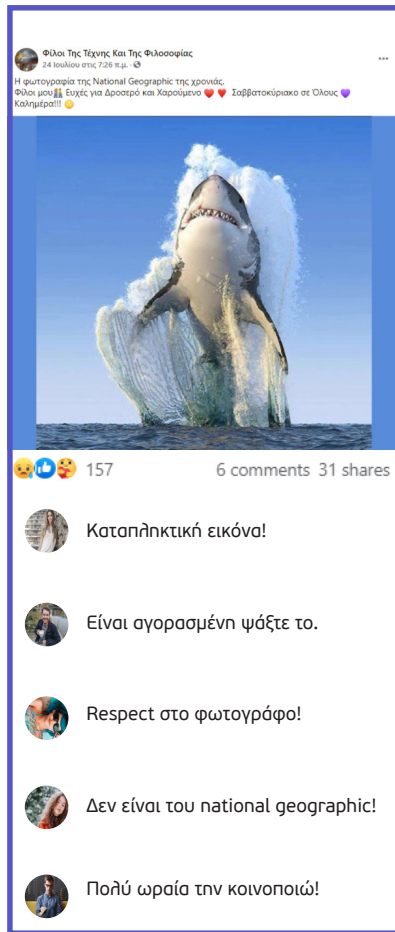 Φίλοι Της Τέχνης Και Της Φιλοσοφίας
24 Ιουλίου στις 7:26 π.μ. ·
Η φωτογραφία της National Geographic της χρονιάς.
Φίλοι μου👫 Ευχές για Δροσερό και Χαρούμενο ❤️ ❤️ Σαββατοκύριακο σε Όλους 💜
Καλημέρα!!! 🌕
157 6 comments 31 shares
Καταπληκτική εικόνα!
Είναι αγορασμένη ψάξτε το.
Respect στο φωτογράφο!
Δεν είναι του national geographic!
Πολύ ωραία την κοινοποιώ!